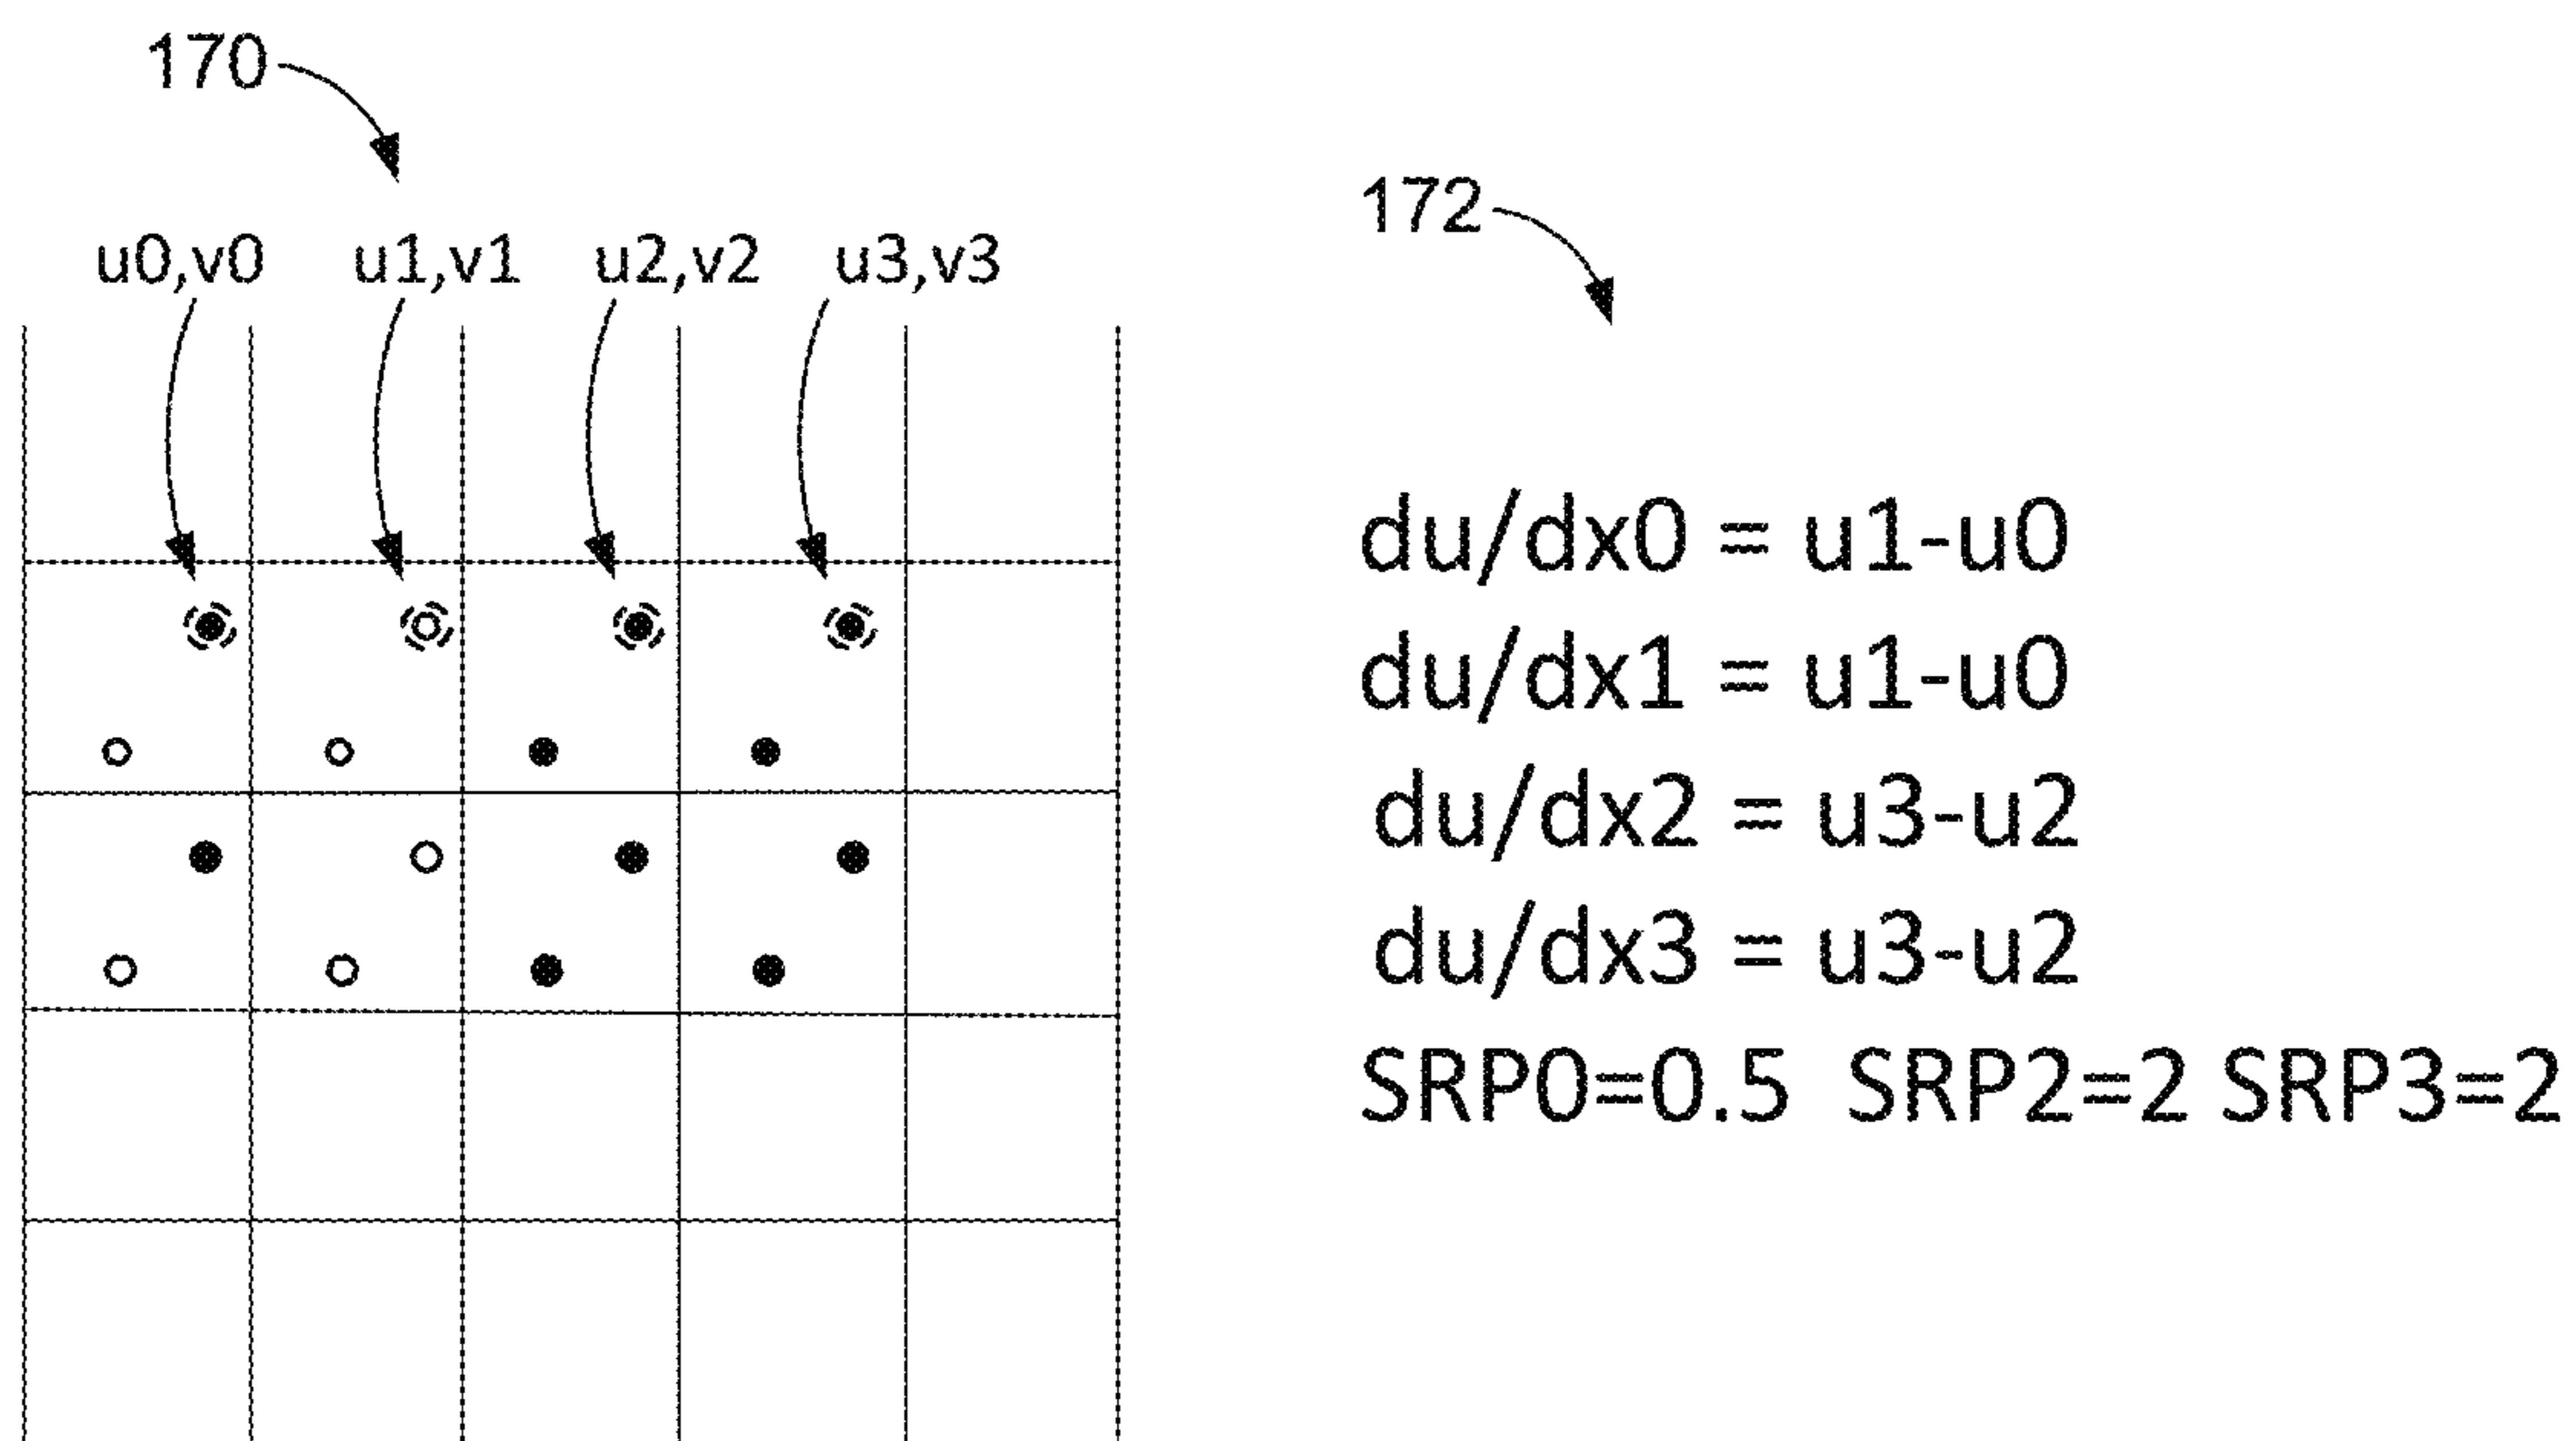 170
u0,v0 u1,v1 u2,v2 u3,v3
172
du/dx0 = u1-u0
du/dx1 = u1-u0
du/dx2 = u3-u2
du/dx3 = u3-u2
SRP0=0.5 SRP2=2 SRP3=2